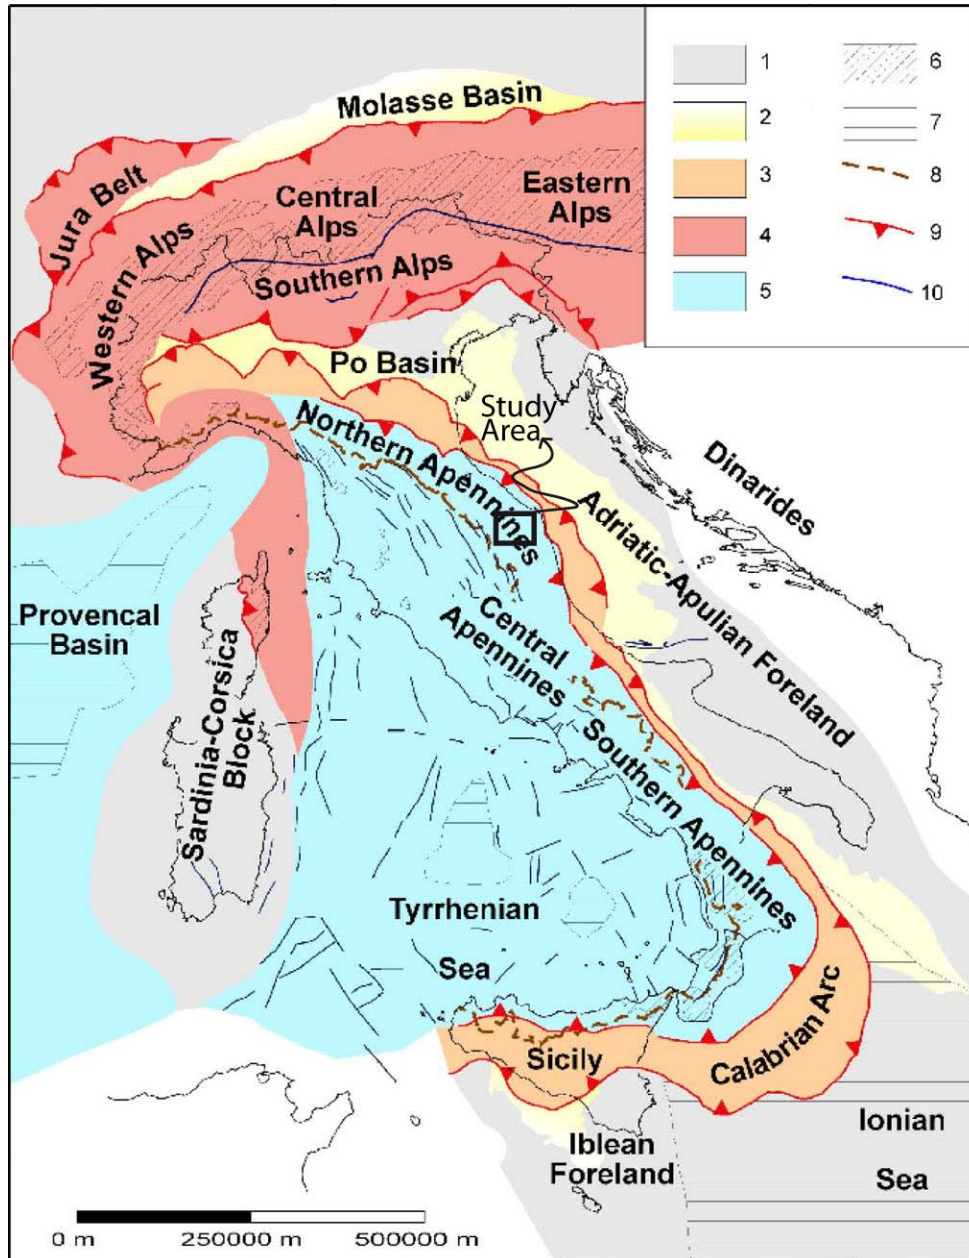 Molasse Basin
Jura Belt
Central
Alps
Eastern
Alps
Western Alps
Southern Alps
Po Basin
Study
Area
Northern Apennines
Dinarides
Adriatic-Apulian Foreland
Provencal
Basin
Central
Apennines
Sardinia-Corsica
Block
Southern Apennines
Tyrrhenian
Sea
Calabrian Arc
Sicily
Iblean
Foreland
Ionian
Sea
0 m 250000 m 500000 m
1
2
3
4
5
6
7
8
9
10